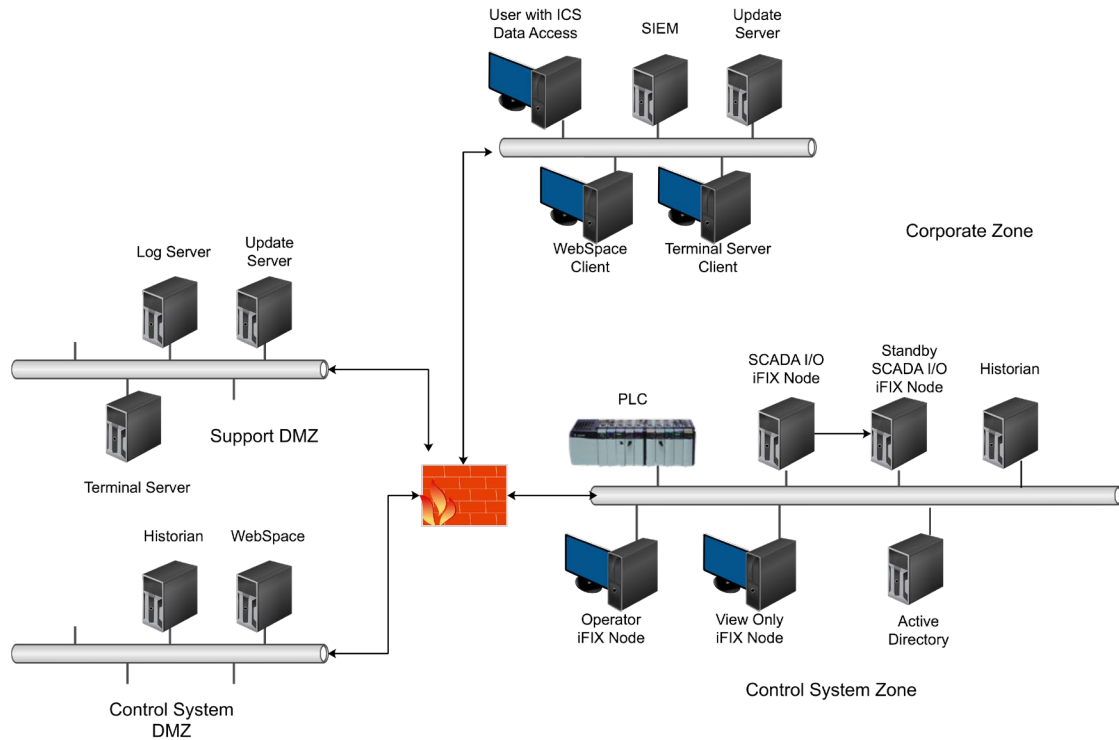 User with ICS
Data Access
SIEM
Update
Server
WebSpace
Client
Terminal Server
Client
Corporate Zone
Log Server
Update
Server
Support DMZ
Terminal Server
Historian
WebSpace
Control System
DMZ
PLC
SCADA I/O
iFIX Node
Standby
SCADA I/O
iFIX Node
Historian
Operator
iFIX Node
View Only
iFIX Node
Active
Directory
Control System Zone